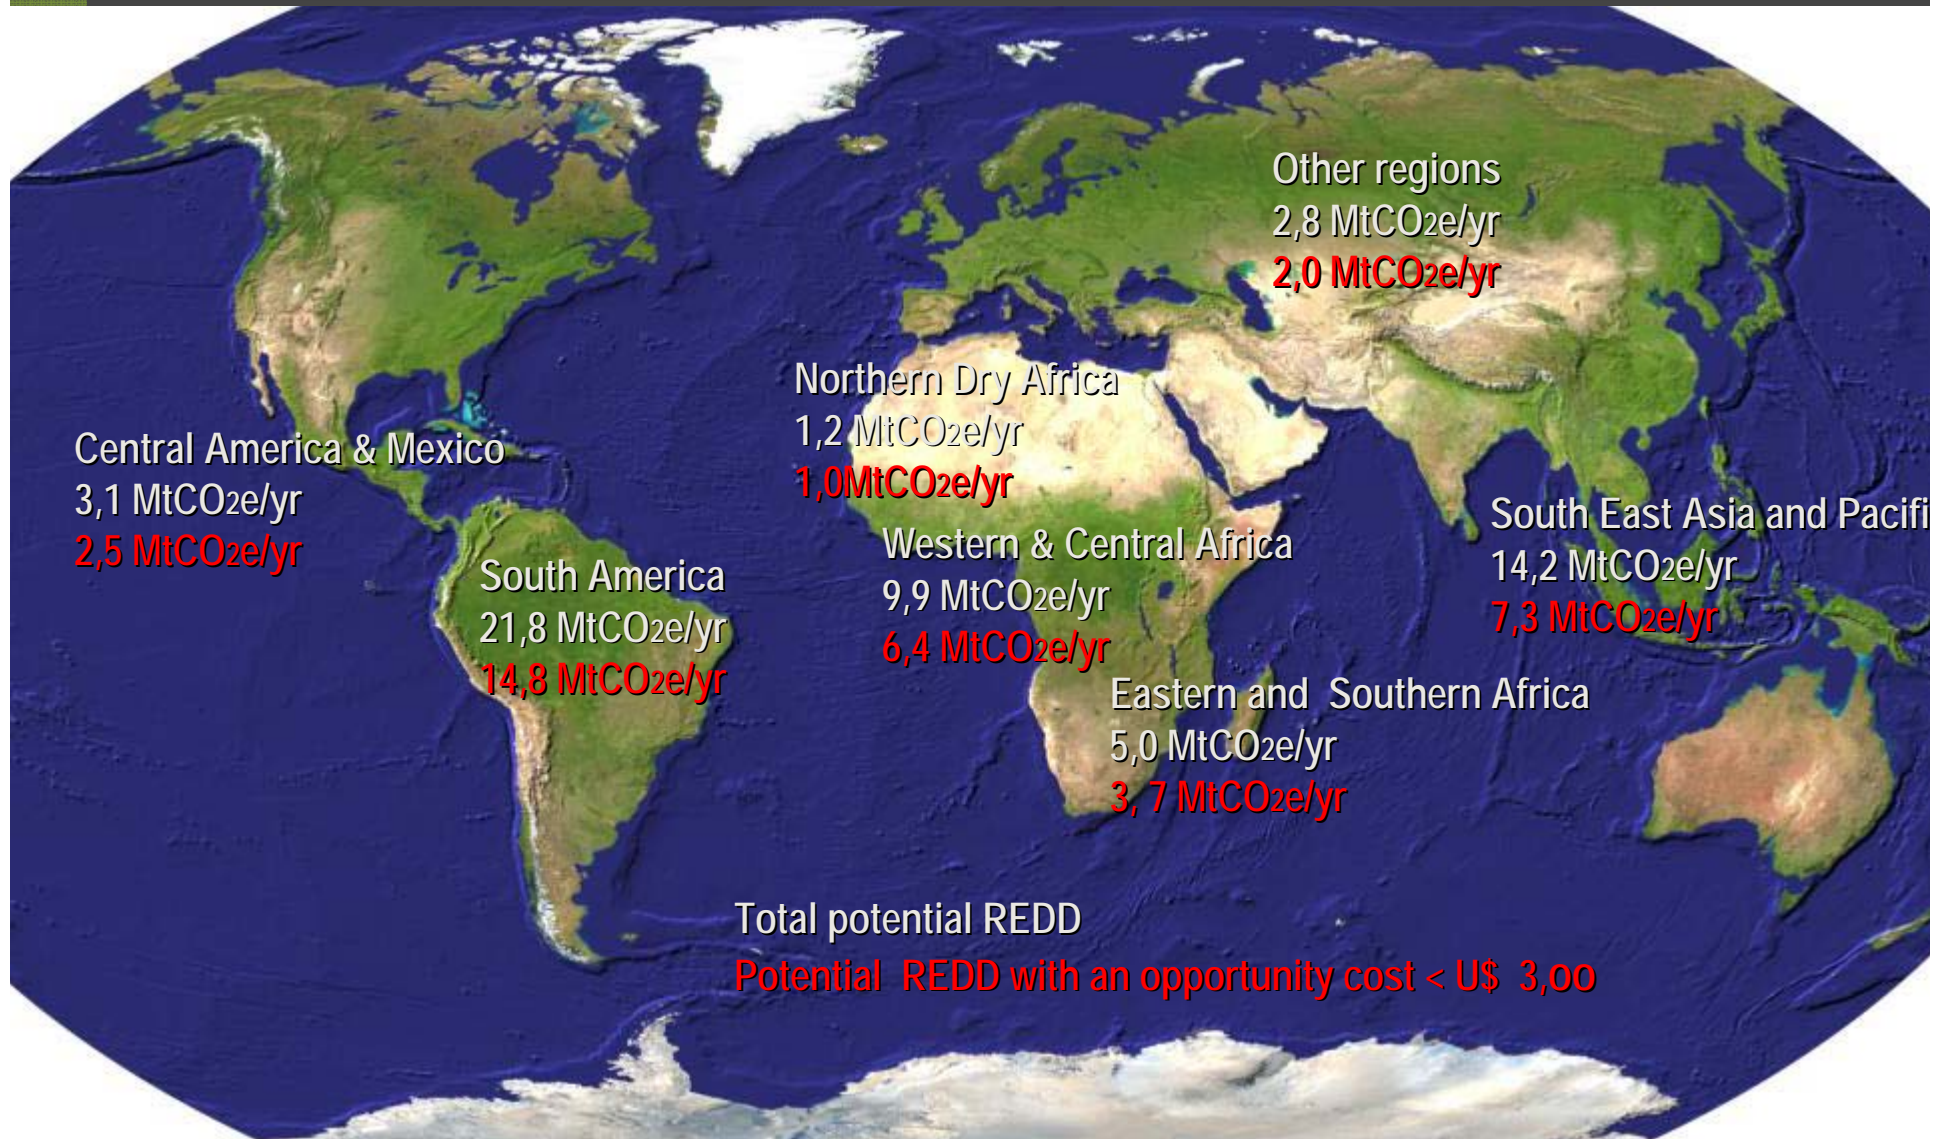 Other regions
2,8 MtCO2e/yr
2,0 MtCO2e/yr
Northern Dry Africa
1,2 MtCO2e/yr
1,0MtCO2e/yr
Central America & Mexico
3,1 MtCO2e/yr
2,5 MtCO2e/yr
South East Asia and Pacifi
14,2 MtCO2e/yr
7,3 MtCO2e/yr
Western & Central Africa
9,9 MtCO2e/yr
6,4 MtCO2e/yr
South America
21,8 MtCO2e/yr
14,8 MtCO2e/yr
Eastern and  Southern Africa
5,0 MtCO2e/yr
3, 7 MtCO2e/yr
Total potential REDD
Potential  REDD with an opportunity cost < U$  3,00